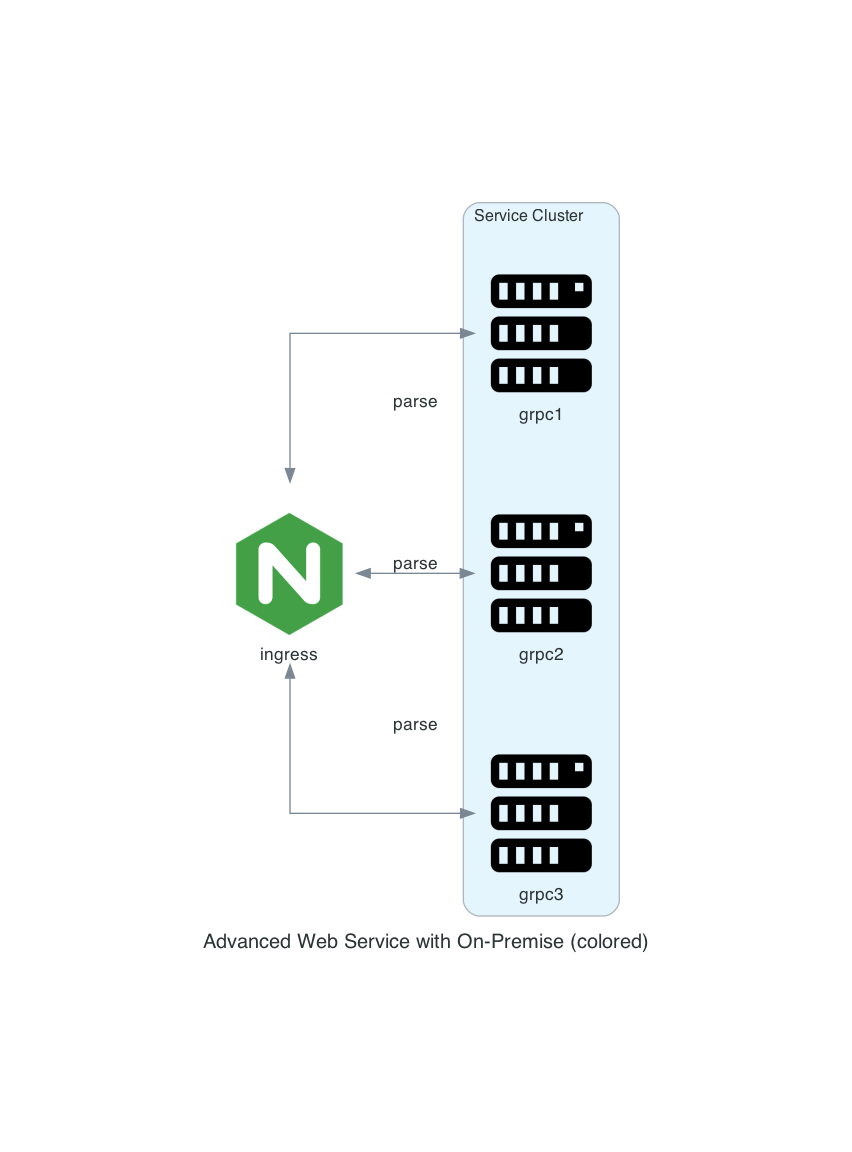 Service Cluster
parse
grpc1
parse
N
ingress
grpc2
parse
grpc3
Advanced Web Service with On-Premise (colored)